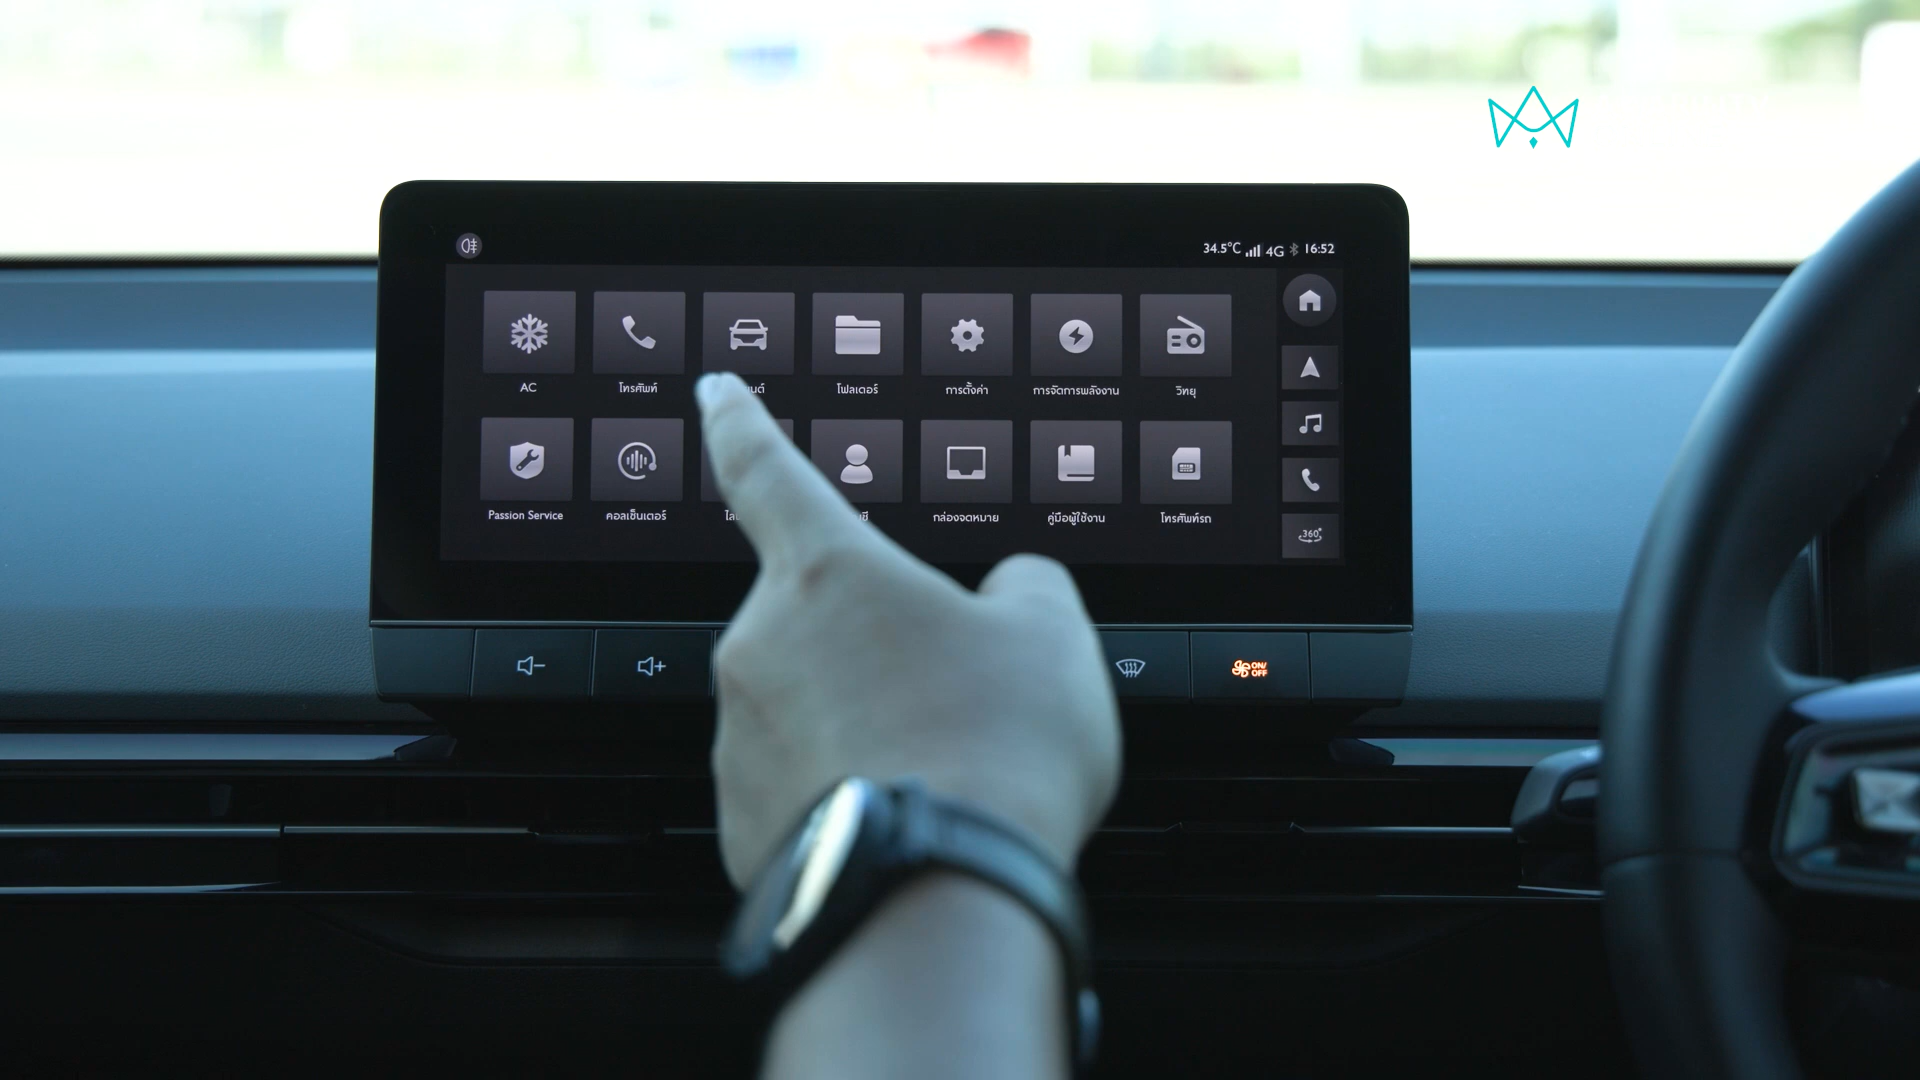 34.5°C 4G 16:52
AC โทรศัพท์ โฟลเดอร์ การตั้งค่า การจัดการพลังงาน วิทยุ
Passion Service คอลเซ็นเตอร์ กล่องจดหมาย คู่มือผู้ใช้งาน โทรศัพท์รถ
360°
ON/OFF